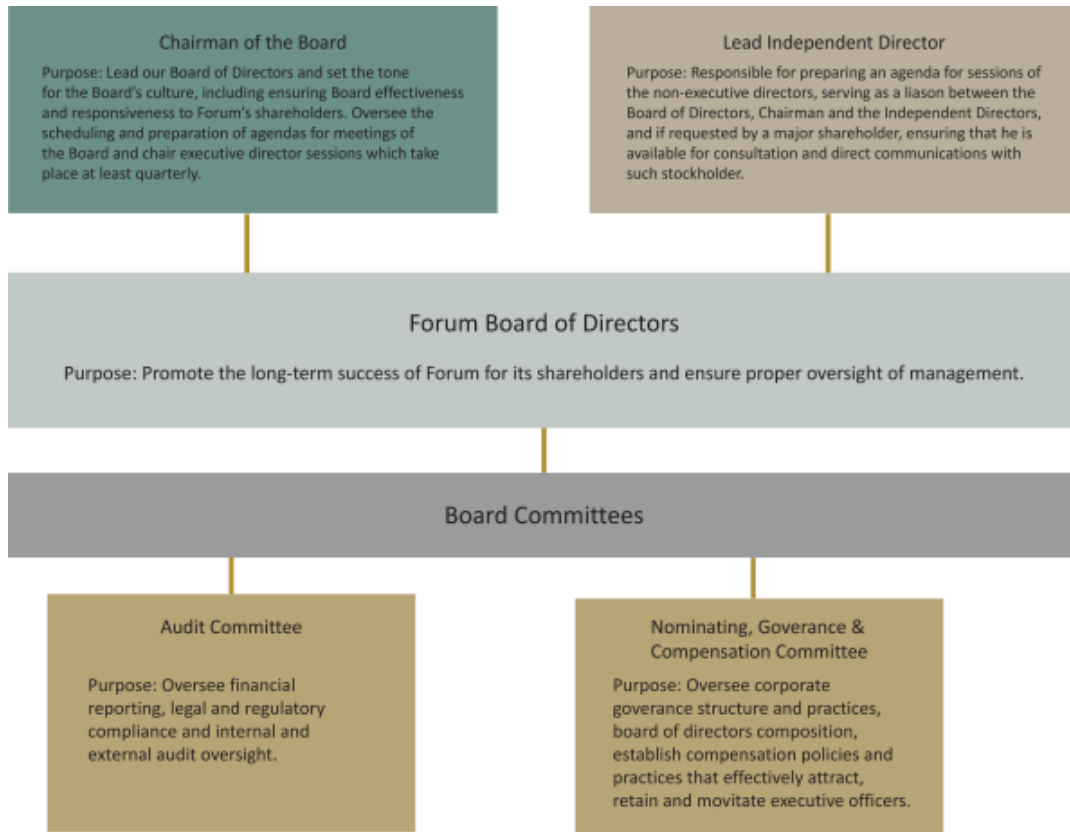 Chairman of the Board
Purpose: Lead our Board of Directors and set the tone
for the Board's culture, including ensuring Board effectiveness
and responsiveness to Forum's shareholders. Oversee the
scheduling and preparation of agendas for meetings of
the Board and chair executive director sessions which take
place at least quarterly.
Lead Independent Director
Purpose: Responsible for preparing an agenda for sessions of
the non-executive directors, serving as a liason between the
Board of Directors, Chairman and the Independent Directors,
and if requested by a major shareholder, ensuring that he is
available for consultation and direct communications with
such stockholder.
Forum Board of Directors
Purpose: Promote the long-term success of Forum for its shareholders and ensure proper oversight of management.
Board Committees
Audit Committee
Purpose: Oversee financial
reporting, legal and regulatory
compliance and internal and
external audit oversight.
Nominating, Goverance &
Compensation Committee
Purpose: Oversee corporate
goverance structure and practices,
board of directors composition,
establish compensation policies and
practices that effectively attract,
retain and movitate executive officers.